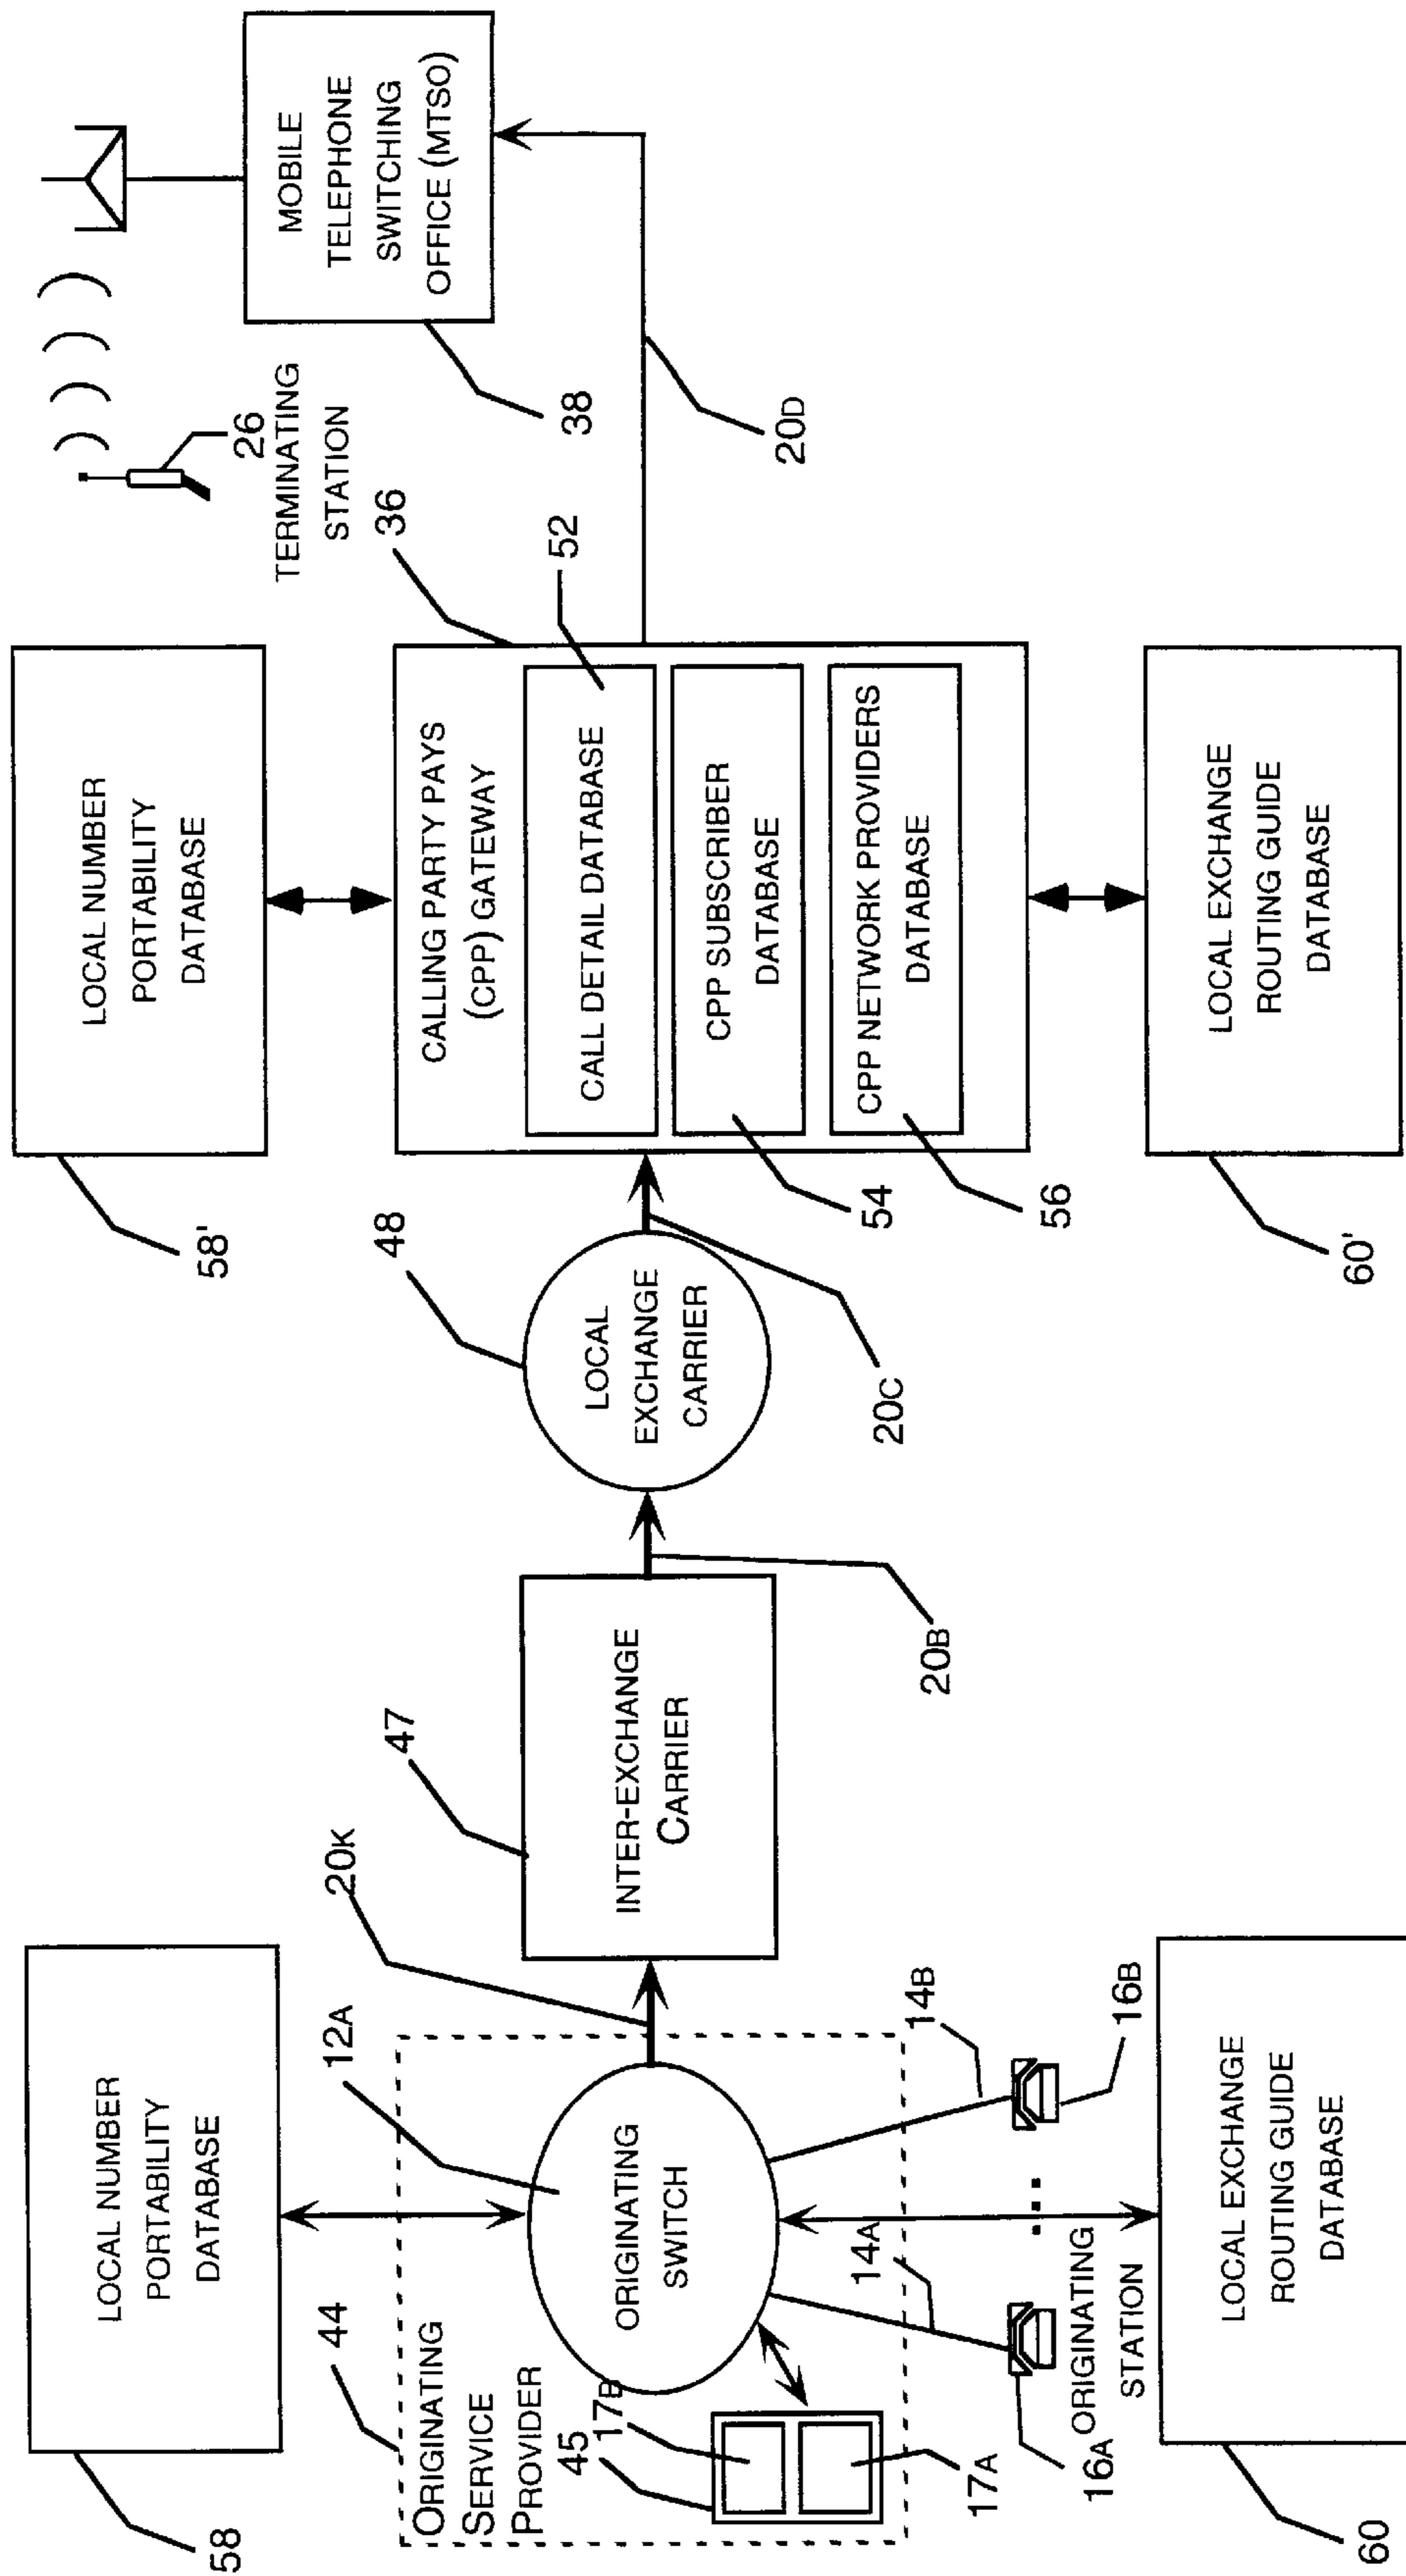 58
LOCAL NUMBER
PORTABILITY
DATABASE
44
12A
20K
ORIGINATING
SERVICE
PROVIDER
45
17B
17A
ORIGINATING
SWITCH
14A
14B
16A
16B
ORIGINATING
STATION
...
60
LOCAL EXCHANGE
ROUTING GUIDE
DATABASE
47
INTER-EXCHANGE
CARRIER
20B
48
LOCAL
EXCHANGE
CARRIER
20C
58'
LOCAL NUMBER
PORTABILITY
DATABASE
36
CALLING PARTY PAYS
(CPP) GATEWAY
52
CALL DETAIL DATABASE
54
CPP SUBSCRIBER
DATABASE
56
CPP NETWORK PROVIDERS
DATABASE
60'
LOCAL EXCHANGE
ROUTING GUIDE
DATABASE
26
TERMINATING
STATION
38
MOBILE
TELEPHONE
SWITCHING
OFFICE (MTSO)
20D